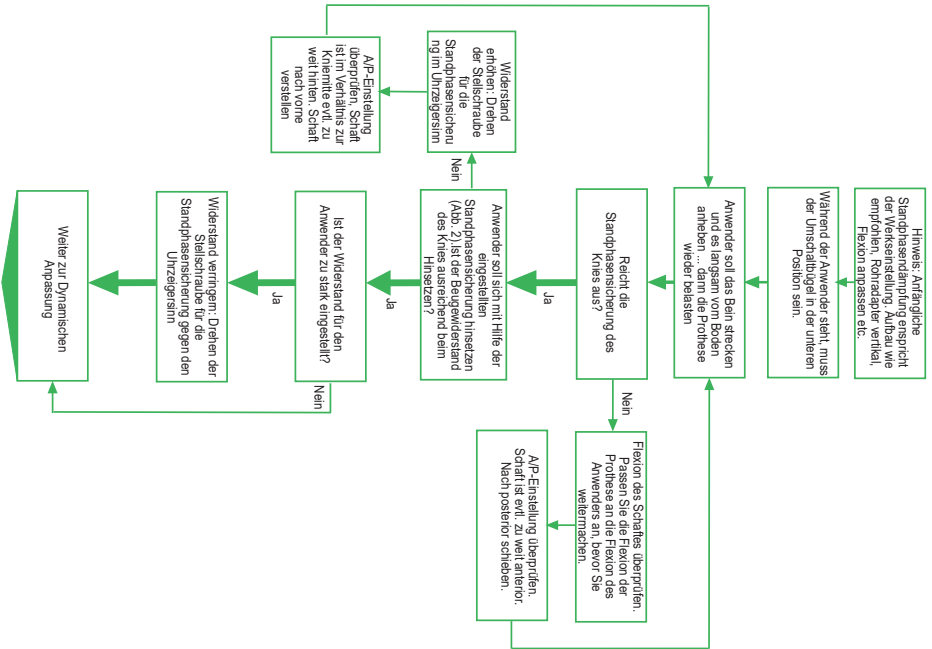 Hinweis: Anfängliche
Standphasendämpfung enspricht
der Werkseinstellung. Aufbau wie
empfohlen, Rohradapter vertikal,
Flexion anpassen etc.
Während der Anwender steht, muss
der Umschaltbügel in der unteren
Position sein.
Anwender soll das Bein strecken
und es langsam vom Boden
anheben... dann die Prothese
wieder belasten
Reicht die
Standphasensicherung des
Knies aus?
Nein
Flexion des Schaftes überprüfen.
Passen Sie die Flexion der
Prothese an die Flexion des
Anwenders an, bevor Sie
weitermachen.
A/P-Einstellung überprüfen.
Schaft ist evtl. zu weit anterior.
Nach posterior schieben.
Ja
Anwender soll sich mit Hilfe der
eingestellten
Standphasensicherung hinsetzen
(Abb. 2).Ist der Beugewiderstand
des Knies ausreichend beim
Hinsetzen?
Nein
Widerstand
erhöhen: Drehen
der Stellschraube
für die
Standphasensicheru
ng im Uhrzeigersinn
A/P-Einstellung
überprüfen, Schaft
ist im Verhältnis zur
Kniemitte evtl. zu
weit hinten. Schaft
nach vorne
verstellen
Ja
Ist der Widerstand für den
Anwender zu stark eingestellt?
Nein
Ja
Widerstand verringem: Drehen der
Stellschraube für die
Standphasensicherung gegen den
Uhrzeigersinn
Weiter zur Dynamischen
Anpassung